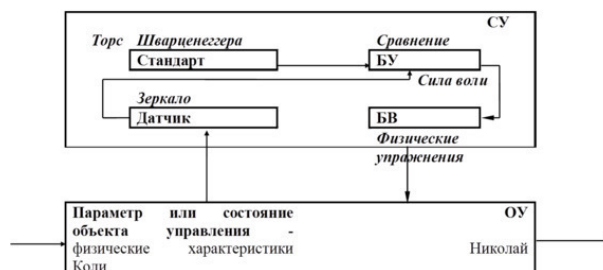 СУ
Торс Шварценеггера Сравнение
Стандарт БУ
Сила воли
Зеркало
Датчик БВ
Физические
упражнения
Параметр или состояние ОУ
объекта управления -
физические характеристики Николай
Коли